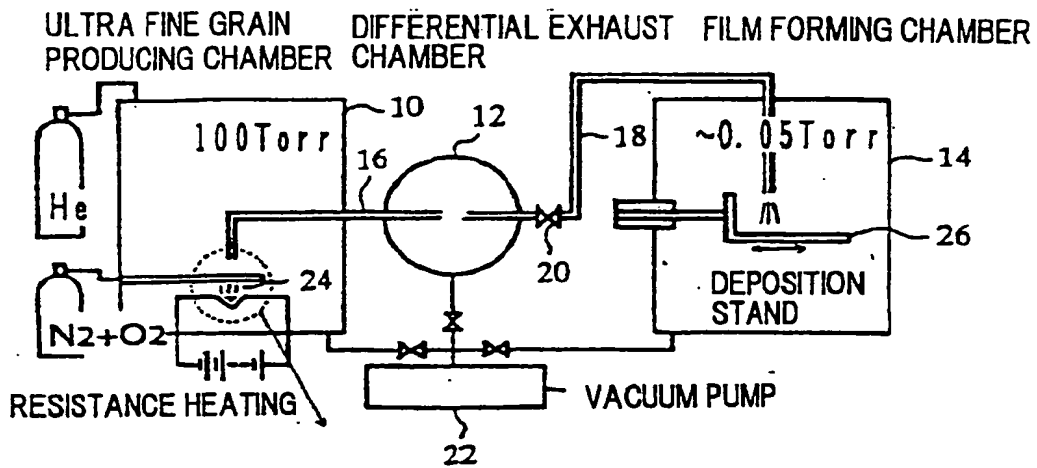 ULTRA FINE GRAIN
PRODUCING CHAMBER
DIFFERENTIAL EXHAUST
CHAMBER
FILM FORMING CHAMBER
10
100Torr
12
18
~0.05Torr
14
16
He
20
26
24
DEPOSITION
STAND
N2+O2
RESISTANCE HEATING
VACUUM PUMP
22